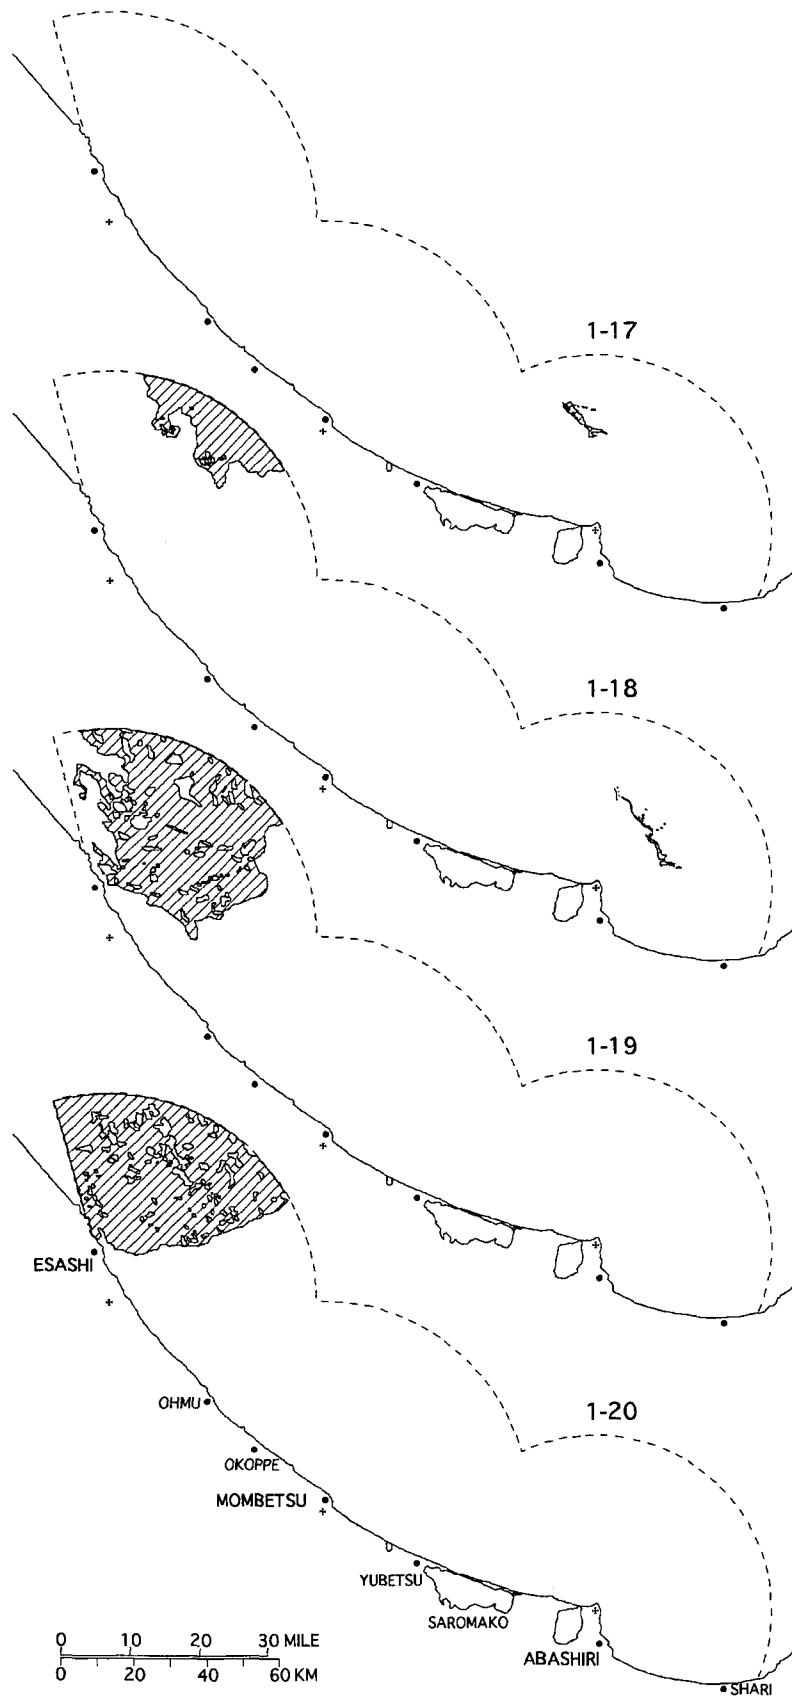 1-17
1-18
1-19
ESASHI
OHMU
1-20
OKOPPE
MOMBETSU
YUBETSU
SAROMAKO
ABASHIRI
SHARI
0 10 20 30 MILE
0 20 40 60 KM